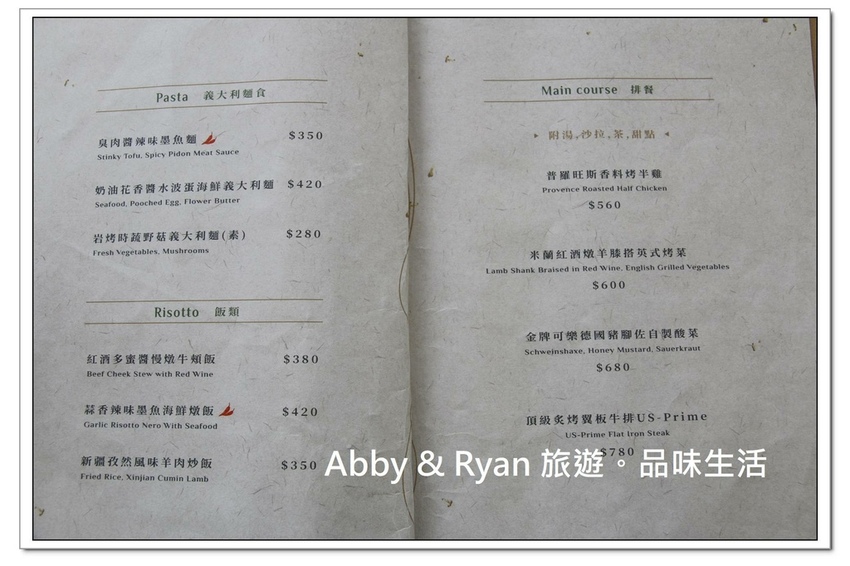 Pasta 義大利麵食
臭肉醬辣味墨魚麵 $350
Stinky Tofu, Spicy Pidon Meat Sauce
奶油花香醬水波蛋海鮮義大利麵 $420
Seafood, Pooched Egg, Flower Butter
岩烤時蔬野菇義大利麵(素) $280
Fresh Vegetables, Mushrooms
Risotto 飯類
紅酒多蜜醬慢燉牛頰飯 $380
Beef Cheek Stew with Red Wine
蒜香辣味墨魚海鮮燉飯 $420
Garlic Risotto Nero With Seafood
新疆孜然風味羊肉炒飯 $350
Fried Rice, Xinjian Cumin Lamb
Main course 排餐
附湯,沙拉,茶,甜點
普羅旺斯香料烤半雞
Provence Roasted Half Chicken
$560
米蘭紅酒燉羊膝搭英式烤菜
Lamb Shank Braised in Red Wine, English Grilled Vegetables
$600
金牌可樂德國豬腳佐自製酸菜
Schweinshaxe, Honey Mustard, Sauerkraut
$680
頂級炙烤翼板牛排US-Prime
US-Prime Flat Iron Steak
$780
Abby & Ryan 旅遊。品味生活